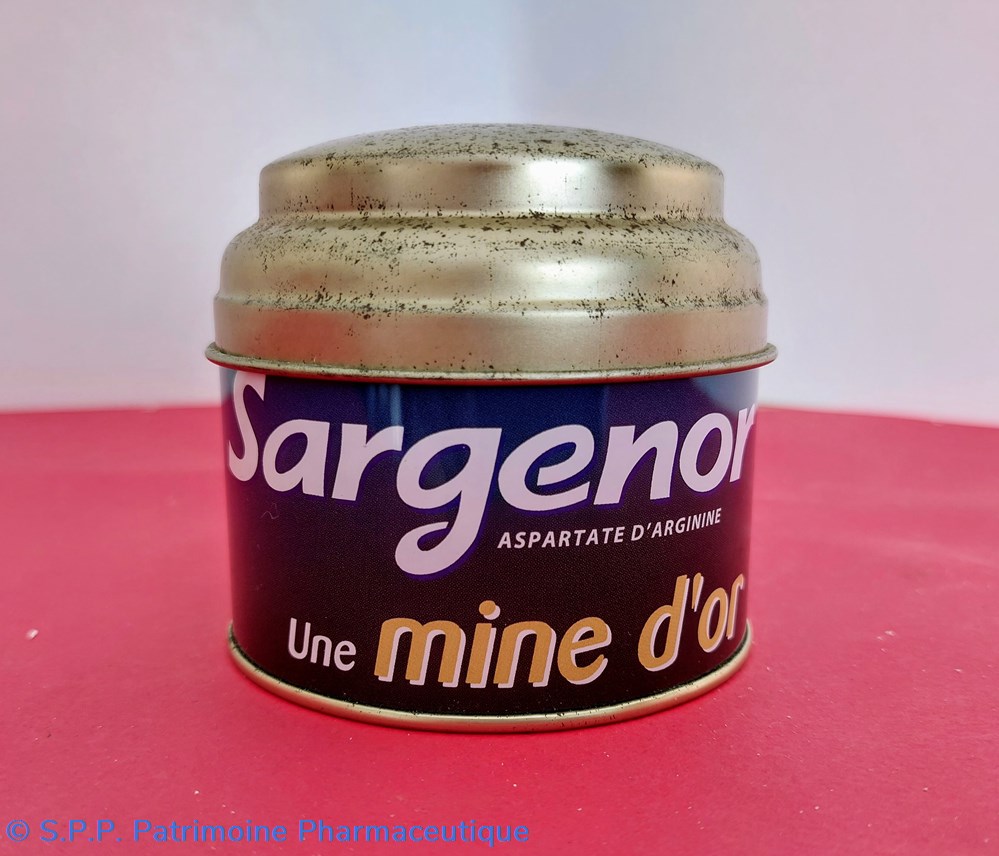 Sargenor
ASPARTATE D'ARGININE
Une mine d'or
© S.P.P. Patrimoine Pharmaceutique